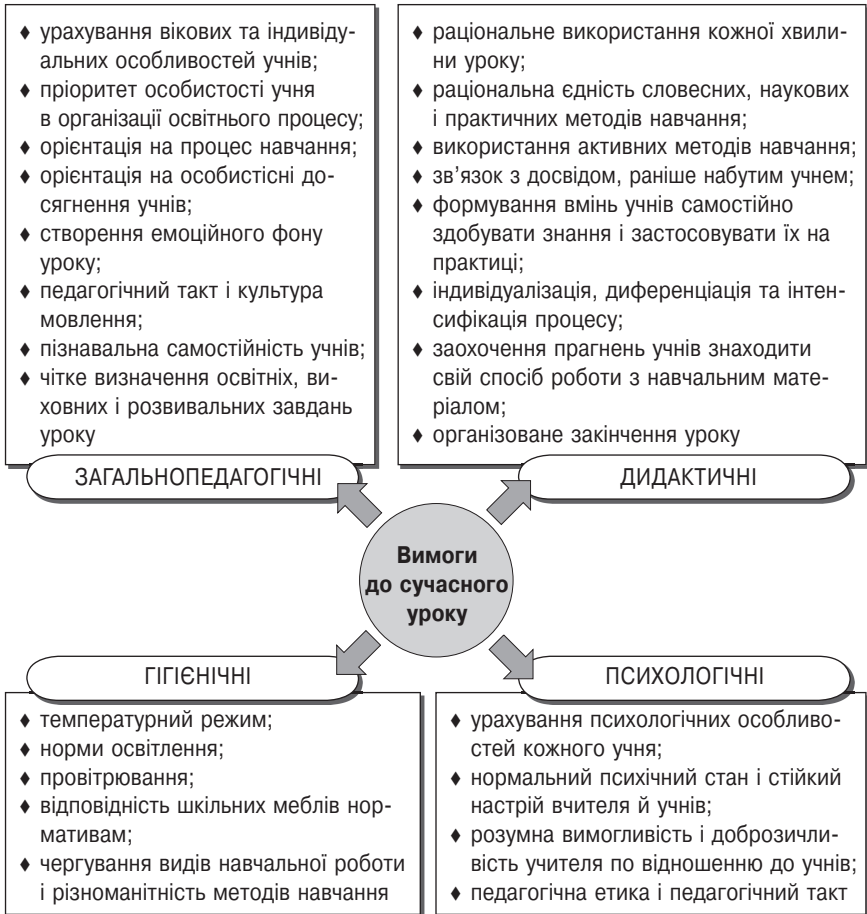 ♦ урахування вікових та індивіду-
альних особливостей учнів;
♦ пріоритет особистості учня
в організації освітнього процесу;
♦ орієнтація на процес навчання;
♦ орієнтація на особистісні до-
сягнення учнів;
♦ створення емоційного фону
уроку;
♦ педагогічний такт і культура
мовлення;
♦ пізнавальна самостійність учнів;
♦ чітке визначення освітніх, ви-
ховних і розвивальних завдань
уроку
ЗАГАЛЬНОПЕДАГОГІЧНІ
♦ раціональне використання кожної хвили-
ни уроку;
♦ раціональна єдність словесних, наукових
і практичних методів навчання;
♦ використання активних методів навчання;
♦ зв'язок з досвідом, раніше набутим учнем;
♦ формування вмінь учнів самостійно
здобувати знання і застосовувати їх на
практиці;
♦ індивідуалізація, диференціація та інтен-
сифікація процесу;
♦ заохочення прагнень учнів знаходити
свій спосіб роботи з навчальним мате-
ріалом;
♦ організоване закінчення уроку
ДИДАКТИЧНІ
Вимоги
до сучасного
уроку
ГІГІЄНІЧНІ
♦ температурний режим;
♦ норми освітлення;
♦ провітрювання;
♦ відповідність шкільних меблів нор-
мативам;
♦ чергування видів навчальної роботи
і різноманітність методів навчання
ПСИХОЛОГІЧНІ
♦ урахування психологічних особливо-
стей кожного учня;
♦ нормальний психічний стан і стійкий
настрій вчителя й учнів;
♦ розумна вимогливість і доброзичли-
вість учителя по відношенню до учнів;
♦ педагогічна етика і педагогічний такт